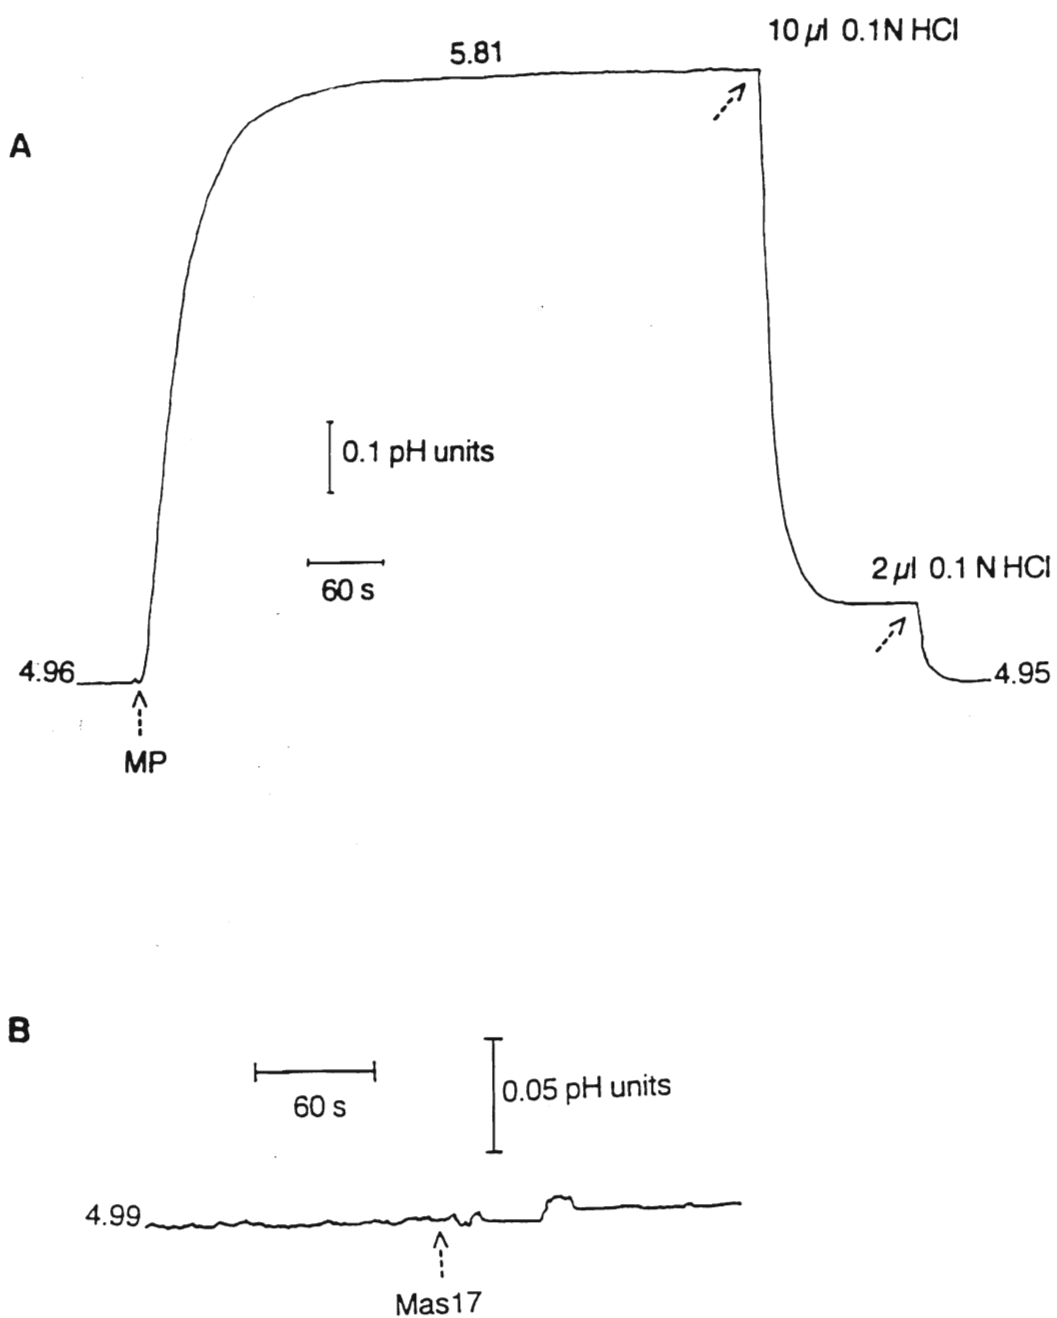 10 µl 0.1N HCl
5.81
A
0.1 pH units
60 s
2 µl 0.1 N HCl
4.96
4.95
MP
B
60 s
0.05 pH units
4.99
Mas17